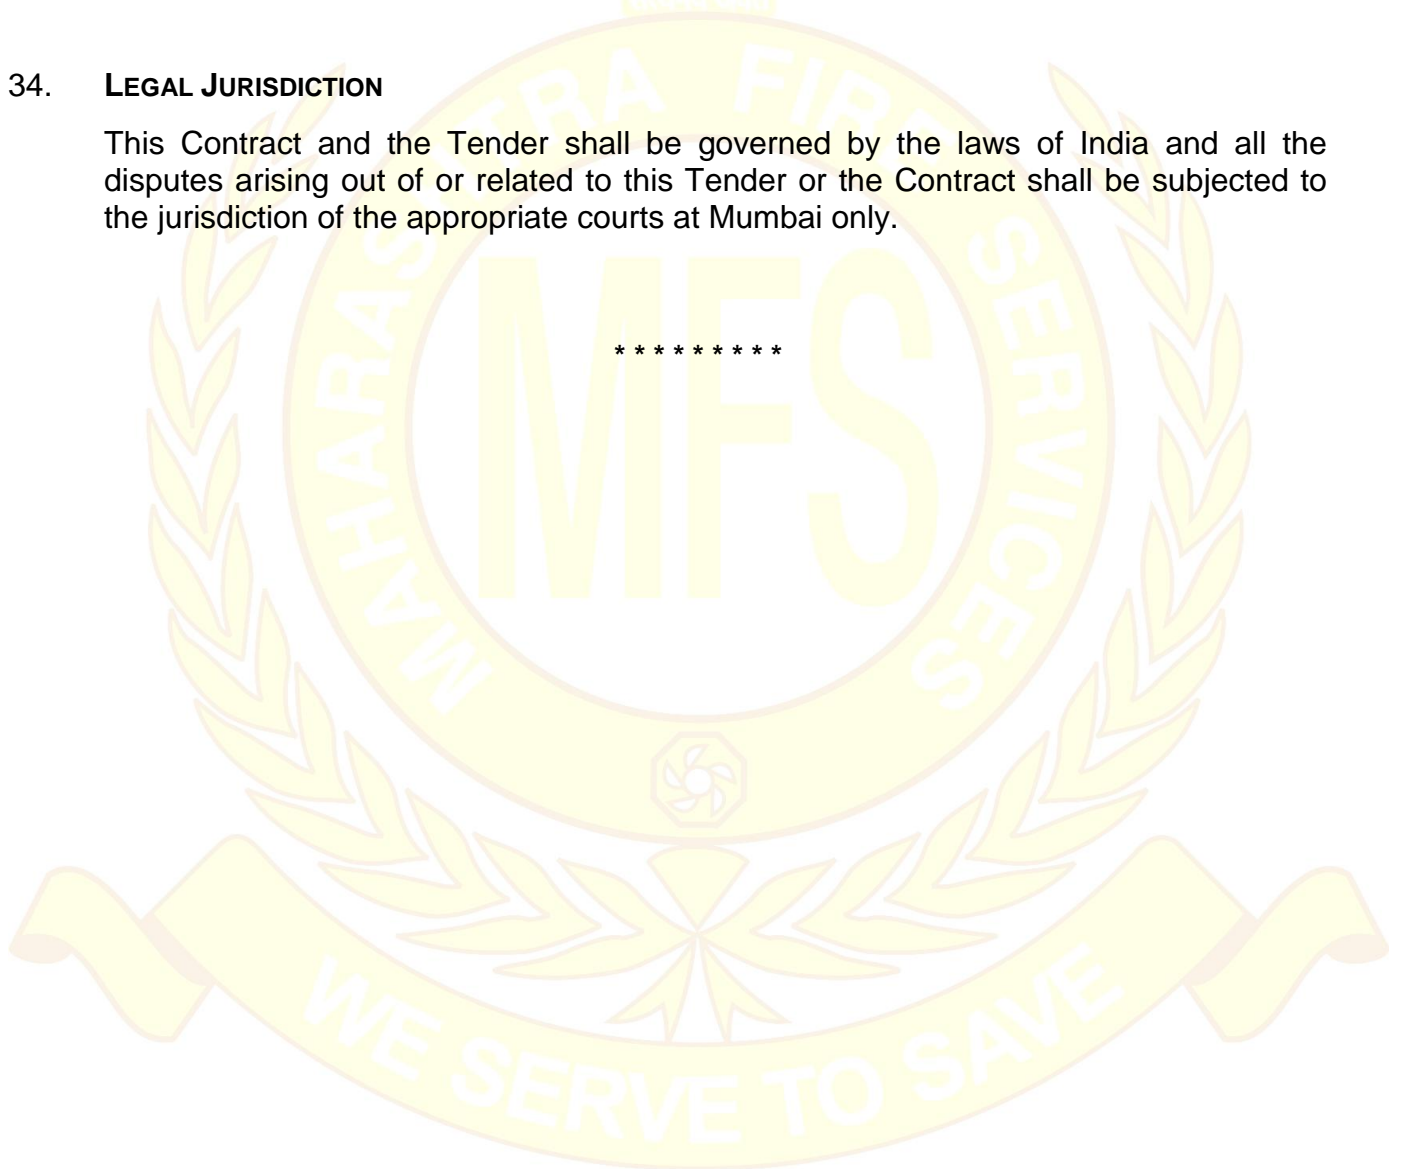 34. LEGAL JURISDICTION
This Contract and the Tender shall be governed by the laws of India and all the
disputes arising out of or related to this Tender or the Contract shall be subjected to
the jurisdiction of the appropriate courts at Mumbai only.
* * * * * * * * *
MAHARASHTRA FIRE SERVICES
MFS
WE SERVE TO SAVE